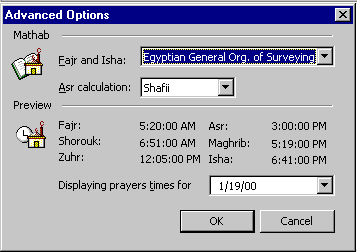 Advanced Options
Mathab
Fajr and Isha: Egyptian General Org. of Surveying
Asr calculation: Shafii
Preview
Fajr: 5:20:00 AM Asr: 3:00:00 PM
Shorouk: 6:51:00 AM Maghrib: 5:19:00 PM
Zuhr: 12:05:00 PM Isha: 6:41:00 PM
Displaying prayers times for 1/19/00
OK Cancel